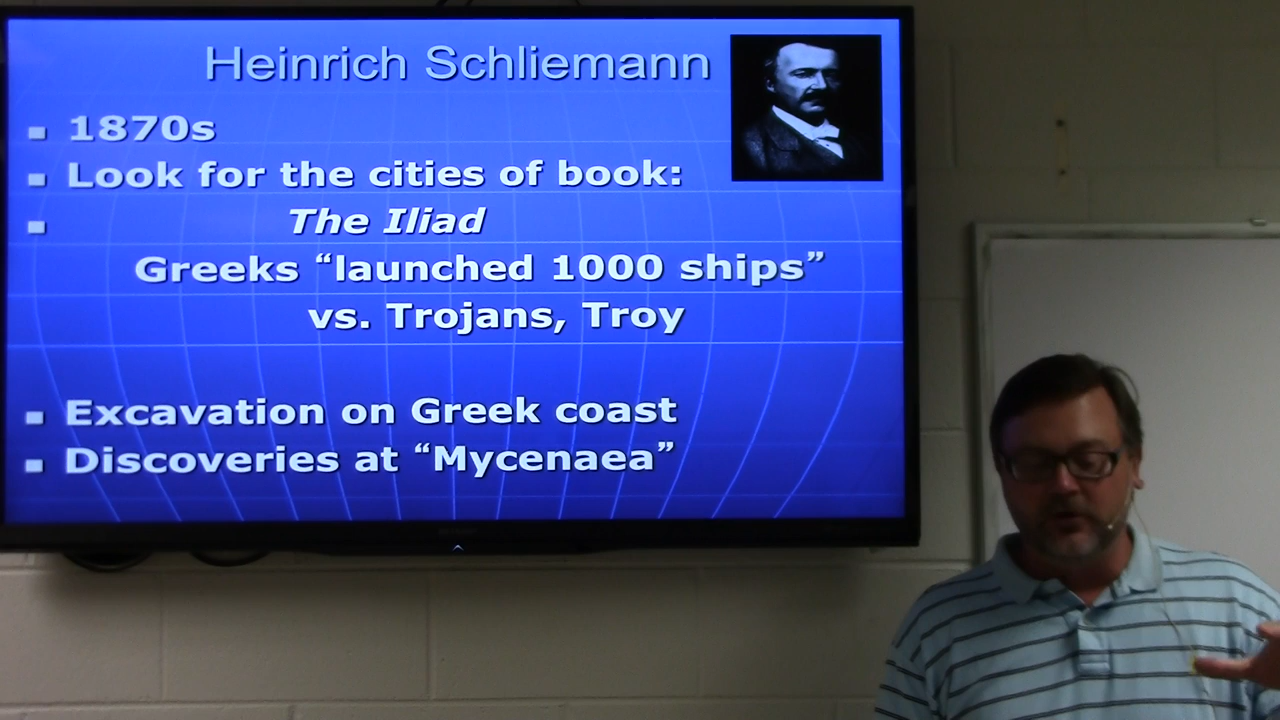 Heinrich Schliemann
1870s
Look for the cities of book:
The Iliad
Greeks “launched 1000 ships”
vs. Trojans, Troy
Excavation on Greek coast
Discoveries at “Mycenaea”